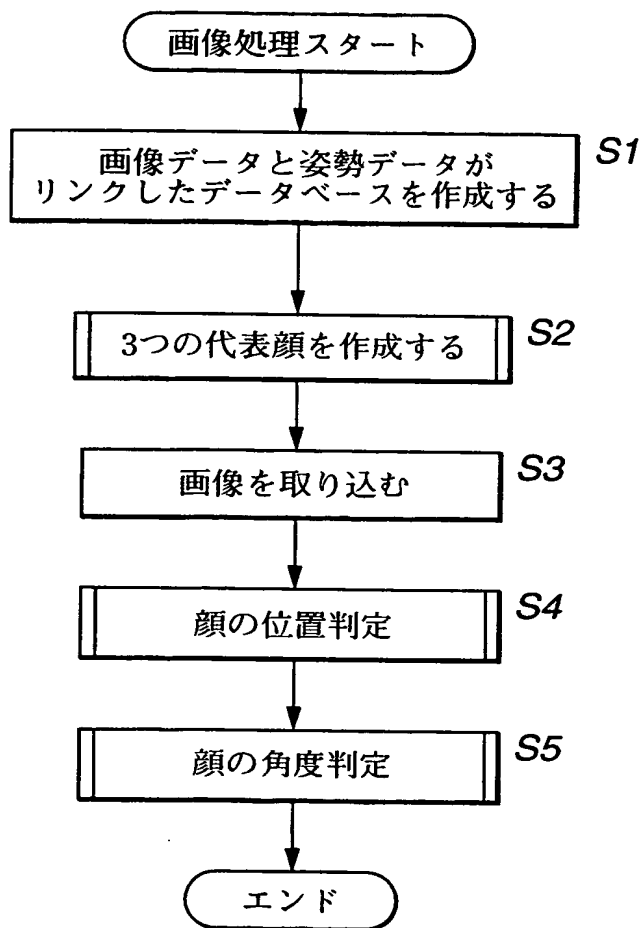 画像処理スタート
画像データと姿勢データが
リンクしたデータベースを作成する
S1
3つの代表顔を作成する
S2
画像を取り込む
S3
顔の位置判定
S4
顔の角度判定
S5
エンド